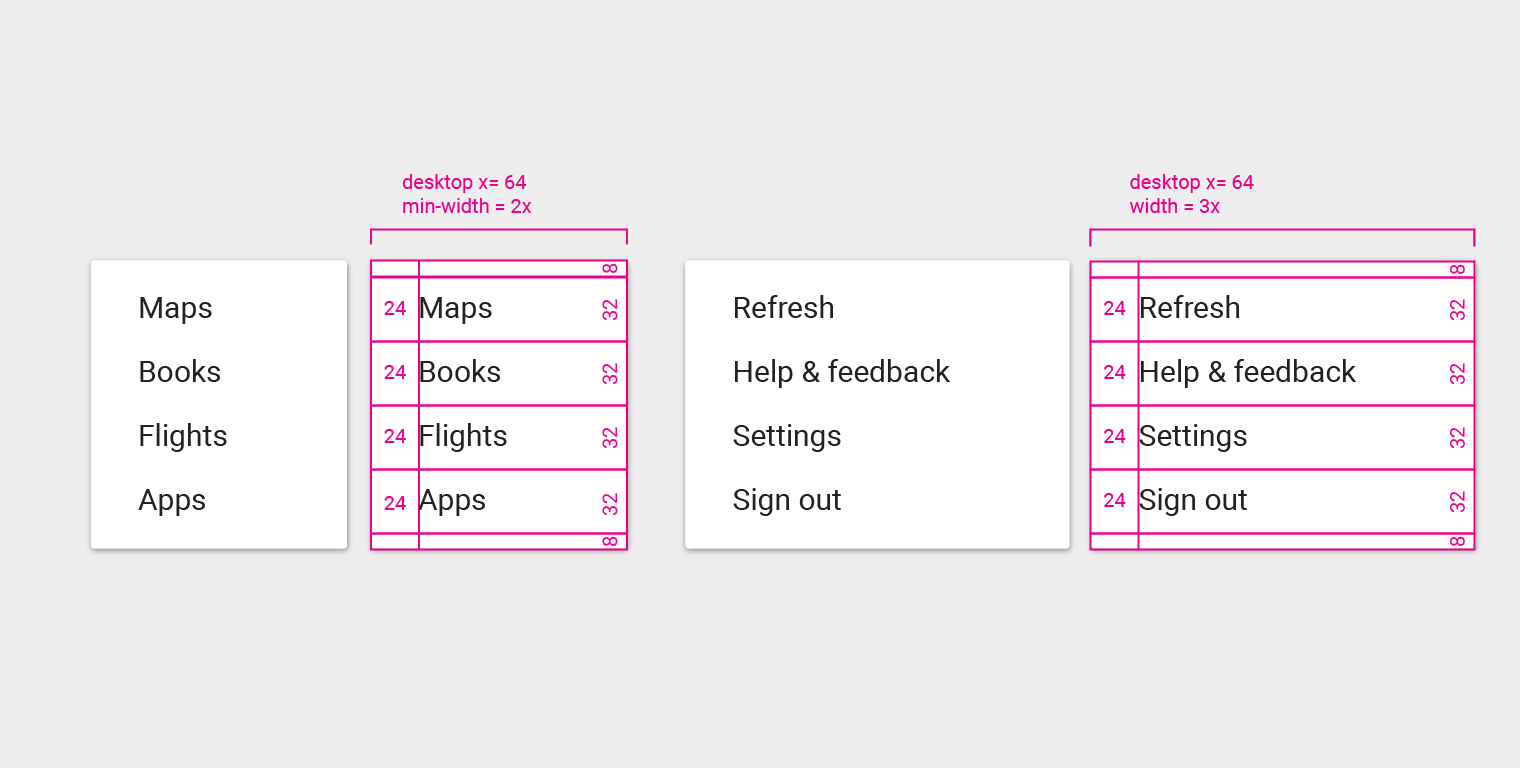 desktop x= 64
min-width = 2x
desktop x= 64
width = 3x
Maps
Books
Flights
Apps
8
24 Maps 32
24 Books 32
24 Flights 32
24 Apps 32
8
Refresh
Help & feedback
Settings
Sign out
8
24 Refresh 32
24 Help & feedback 32
24 Settings 32
24 Sign out 32
8